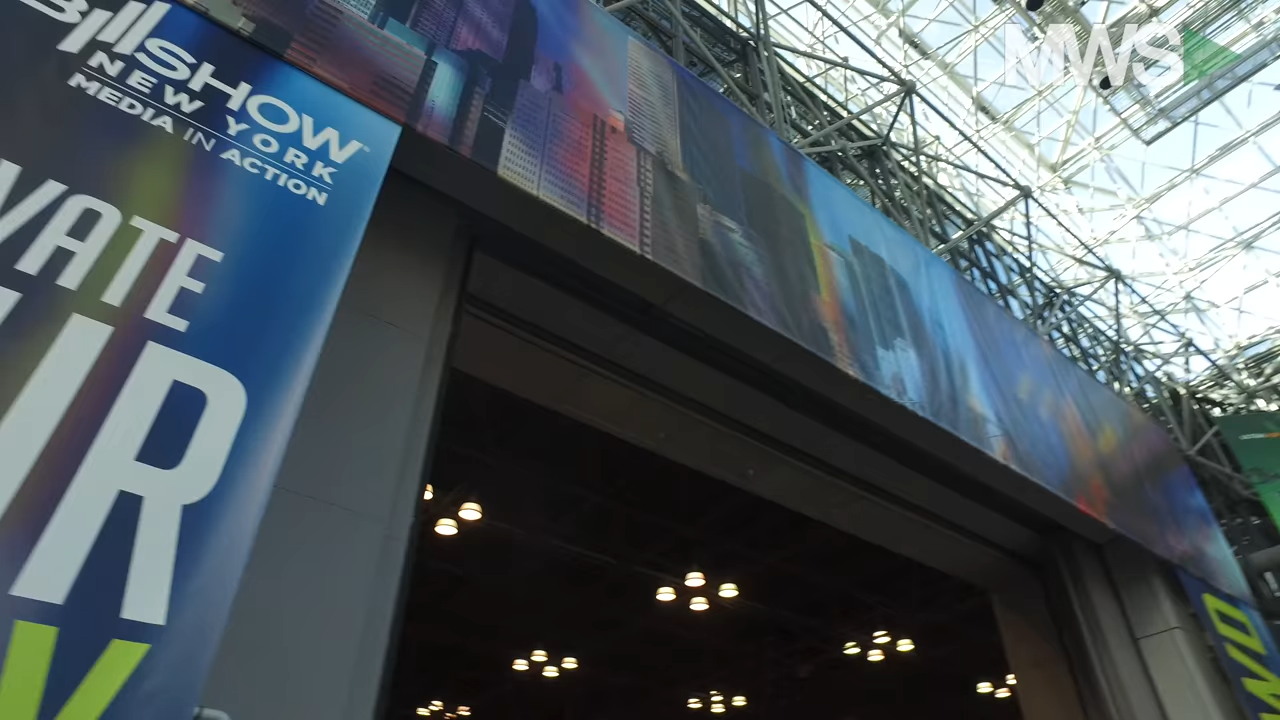 SHOW
NEW YORK
MEDIA IN ACTION
VATE
IR
MWS